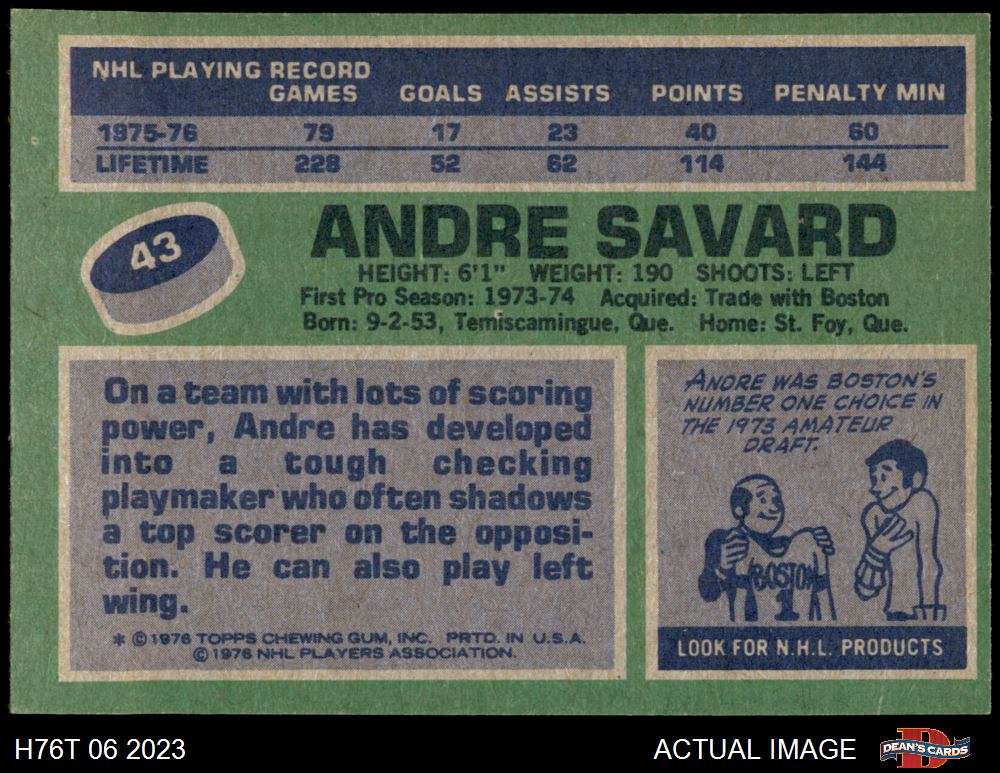 NHL PLAYING RECORD
GAMES GOALS ASSISTS POINTS PENALTY MIN
1975-76 79 17 23 40 60
LIFETIME 228 52 62 114 144
43
ANDRE SAVARD
HEIGHT: 6'1" WEIGHT: 190 SHOOTS: LEFT
First Pro Season: 1973-74 Acquired: Trade with Boston
Born: 9-2-53, Temiscamingue, Que. Home: St. Foy, Que.
On a team with lots of scoring
power, Andre has developed
into a tough checking
playmaker who often shadows
a top scorer on the opposi-
tion. He can also play left
wing.
* © 1976 TOPPS CHEWING GUM, INC. PRTD. IN U.S.A.
© 1976 NHL PLAYERS ASSOCIATION.
ANDRE WAS BOSTON'S
NUMBER ONE CHOICE IN
THE 1973 AMATEUR
DRAFT.
BOSTON
1
LOOK FOR N.H.L. PRODUCTS
H76T 06 2023 ACTUAL IMAGE
DEAN'S CARDS